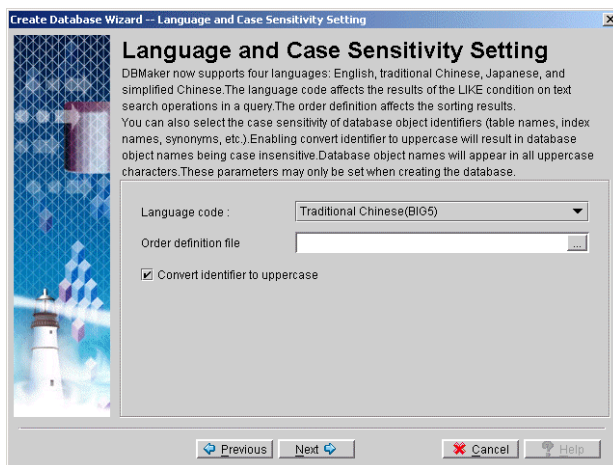 Create Database Wizard -- Language and Case Sensitivity Setting
Language and Case Sensitivity Setting
DBMaker now supports four languages: English, traditional Chinese, Japanese, and
simplified Chinese.The language code affects the results of the LIKE condition on text
search operations in a query.The order definition affects the sorting results.
You can also select the case sensitivity of database object identifiers (table names, index
names, synonyms, etc.).Enabling convert identifier to uppercase will result in database
object names being case insensitive.Database object names will appear in all uppercase
characters.These parameters may only be set when creating the database.
Language code :
Traditional Chinese(BIG5)
Order definition file
...
Convert identifier to uppercase
Previous
Next
Cancel
Help